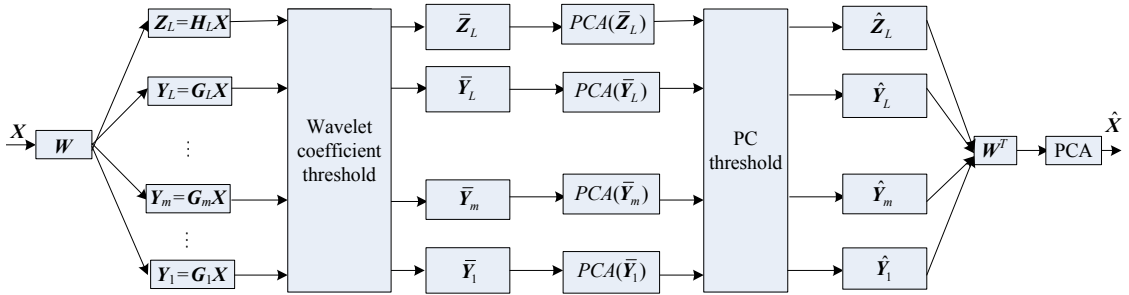 X
W
Z_L=H_LX
Y_L=G_LX
⋮
Y_m=G_mX
⋮
Y_1=G_1X
Wavelet
coefficient
threshold
Z̄_L
Ȳ_L
Ȳ_m
Ȳ_1
PCA(Z̄_L)
PCA(Ȳ_L)
PCA(Ȳ_m)
PCA(Ȳ_1)
PC
threshold
Ẑ_L
Ŷ_L
Ŷ_m
Ŷ_1
W^T
PCA
X̂